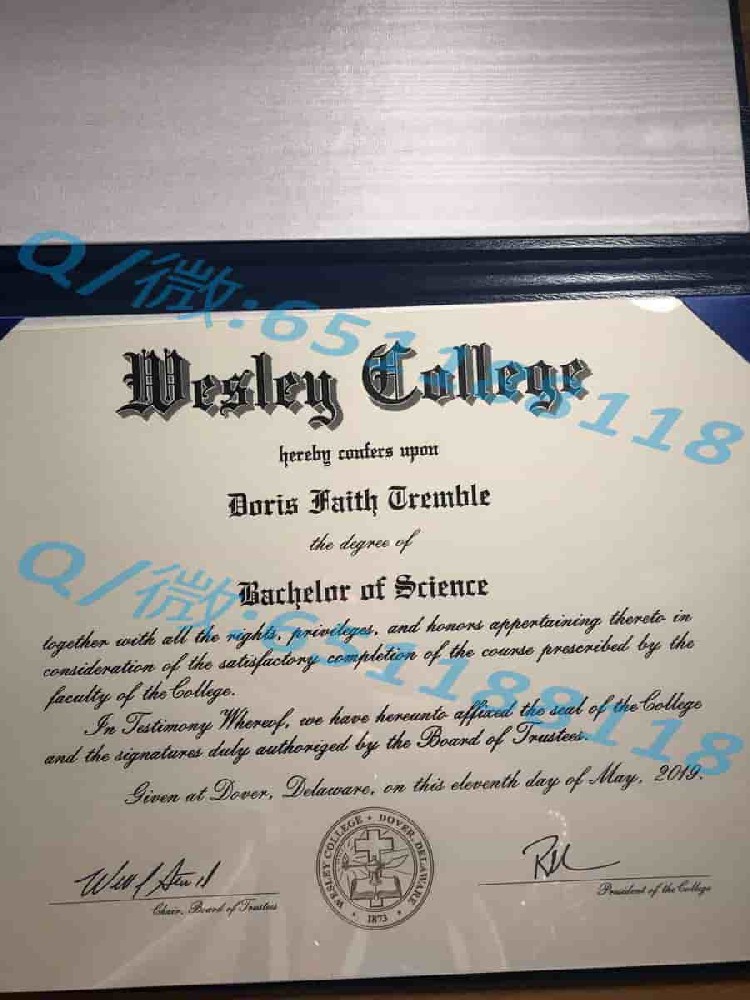 Q/微:651188118
Wesley College
hereby confers upon
Doris Faith Tremble
the degree of
Bachelor of Science
Q/微:651188118
together with all the rights, privileges, and honors appertaining thereto in
consideration of the satisfactory completion of the course prescribed by the
faculty of the College.
In Testimony Whereof, we have hereunto affixed the seal of the College
and the signatures duly authorized by the Board of Trustees.
Given at Dover, Delaware, on this eleventh day of May, 2019.
WESLEY COLLEGE • DOVER, DELAWARE
1873
Chair, Board of Trustees
President of the College